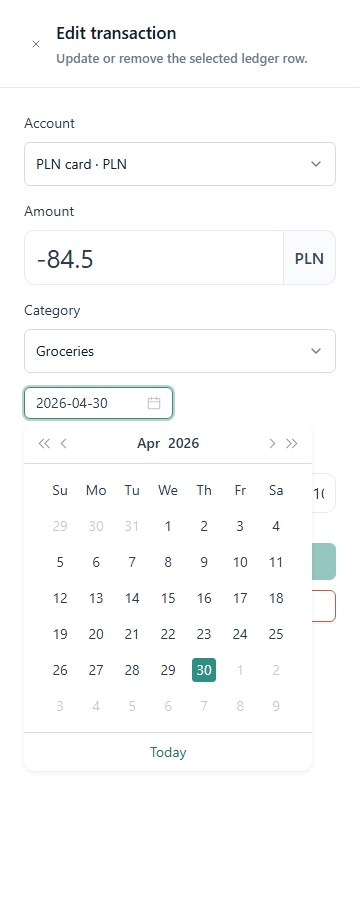 Edit transaction
Update or remove the selected ledger row.
Account
PLN card · PLN
Amount
-84.5 PLN
Category
Groceries
2026-04-30
Apr 2026
Su Mo Tu We Th Fr Sa
29 30 31 1 2 3 4
5 6 7 8 9 10 11
12 13 14 15 16 17 18
19 20 21 22 23 24 25
26 27 28 29 30 1 2
3 4 5 6 7 8 9
Today